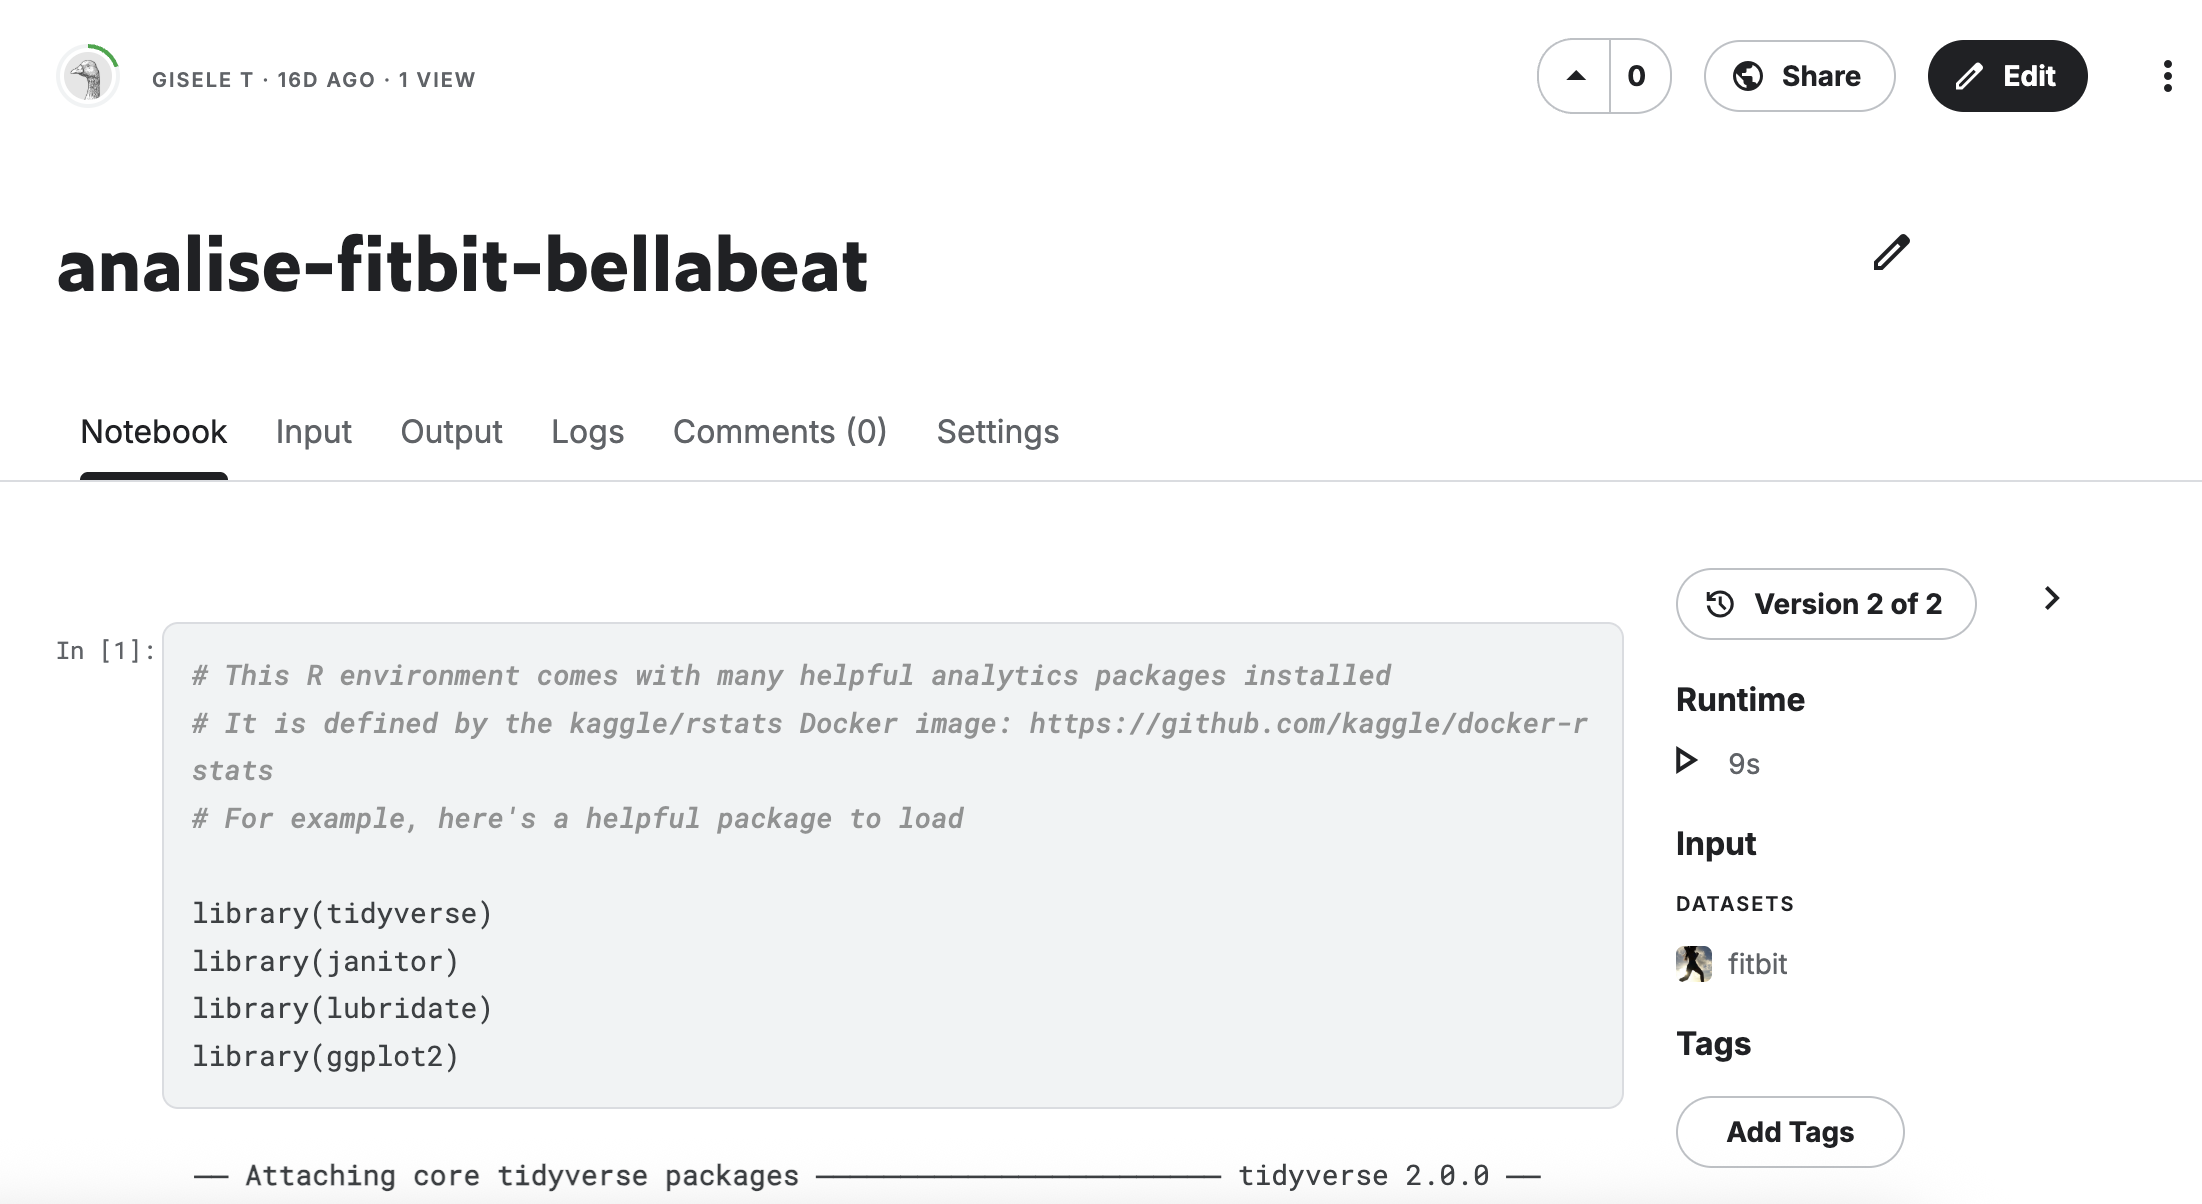 GISELE T · 16D AGO · 1 VIEW
0
Share
Edit
analise-fitbit-bellabeat
Notebook
Input
Output
Logs
Comments (0)
Settings
In [1]:
# This R environment comes with many helpful analytics packages installed
# It is defined by the kaggle/rstats Docker image: https://github.com/kaggle/docker-r
stats
# For example, here's a helpful package to load
library(tidyverse)
library(janitor)
library(lubridate)
library(ggplot2)
── Attaching core tidyverse packages ──────────────────────── tidyverse 2.0.0 ──
Version 2 of 2
Runtime
9s
Input
DATASETS
fitbit
Tags
Add Tags